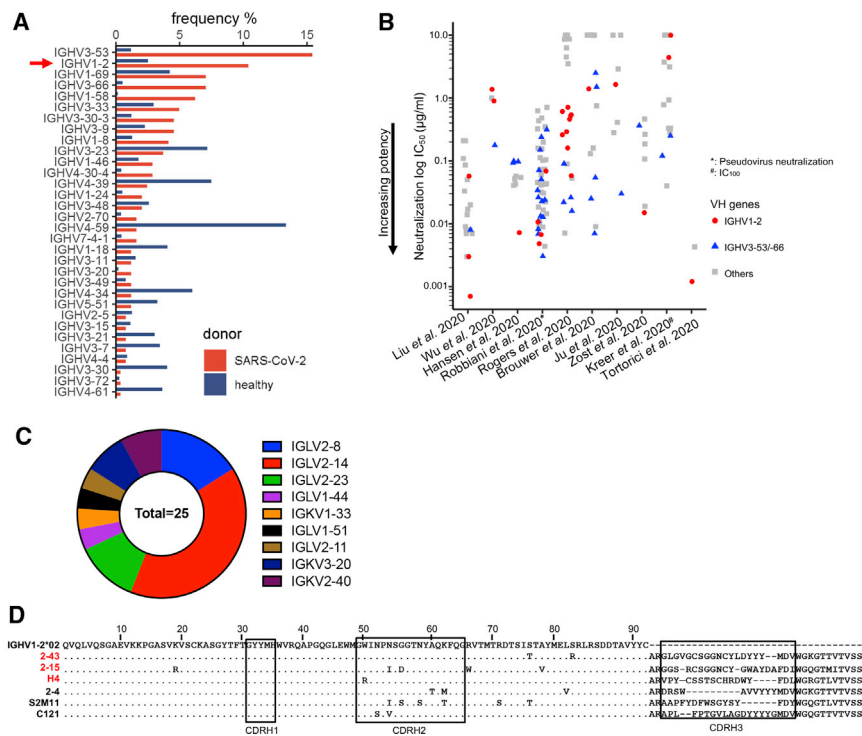 A
frequency %
0 5 10 15
IGHV3-53
IGHV1-2
IGHV1-69
IGHV3-66
IGHV1-58
IGHV3-33
IGHV3-30-3
IGHV3-9
IGHV1-8
IGHV3-23
IGHV1-46
IGHV4-30-4
IGHV4-39
IGHV1-24
IGHV3-48
IGHV2-70
IGHV4-59
IGHV7-4-1
IGHV1-18
IGHV3-11
IGHV3-20
IGHV3-49
IGHV4-34
IGHV5-51
IGHV2-5
IGHV3-15
IGHV3-21
IGHV3-7
IGHV4-4
IGHV3-30
IGHV3-72
IGHV4-61
donor
SARS-CoV-2
healthy
B
Increasing potency
Neutralization log IC50 (μg/ml)
10.0
1.0
0.1
0.01
0.001
Liu et al. 2020
Wu et al. 2020
Hansen et al. 2020
Robbiani et al. 2020*
Rogers et al. 2020
Brouwer et al. 2020
Ju et al. 2020
Zost et al. 2020
Kreer et al. 2020#
Tortorici et al. 2020
*: Pseudovirus neutralization
#: IC100
VH genes
IGHV1-2
IGHV3-53/-66
Others
C
Total=25
IGLV2-8
IGLV2-14
IGLV2-23
IGLV1-44
IGKV1-33
IGLV1-51
IGLV2-11
IGKV3-20
IGKV2-40
D
10 20 30 40 50 60 70 80 90
IGHV1-2*02 QVQLVQSGAEVKKPGASVKVSCKASGYTFTGYYMHWVRQAPGQGLEWMGWINPNSGGTNYAQKFQGRVTMTRDTSISTAYMELSRLRSDDTAVYYC
2-43 T R ARGLGVGCSGGNCYLDYYY---MDVWGKGTTVTVSS
2-15 R I D W V ARGGS-RCSGGNCY-GWAYDAFDIWGQGTMITVSS
H4 R ARVPY-CSSTSCHRDWY----FDLWGRGTLVTVSS
2-4 K M
S2M11 I S S I S T
C121 N V
CDRH1
CDRH2
CDRH3